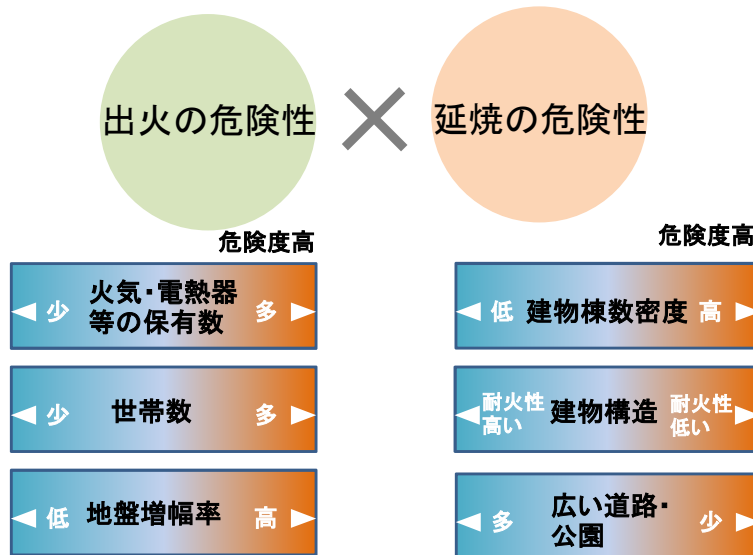 出火の危険性
×
延焼の危険性
危険度高
◀ 少 火気・電熱器
等の保有数 多 ▶
◀ 少 世帯数 多 ▶
◀ 低 地盤増幅率 高 ▶
危険度高
◀ 低 建物棟数密度 高 ▶
◀ 耐火性
高い 建物構造 耐火性
低い ▶
◀ 多 広い道路・
公園 少 ▶